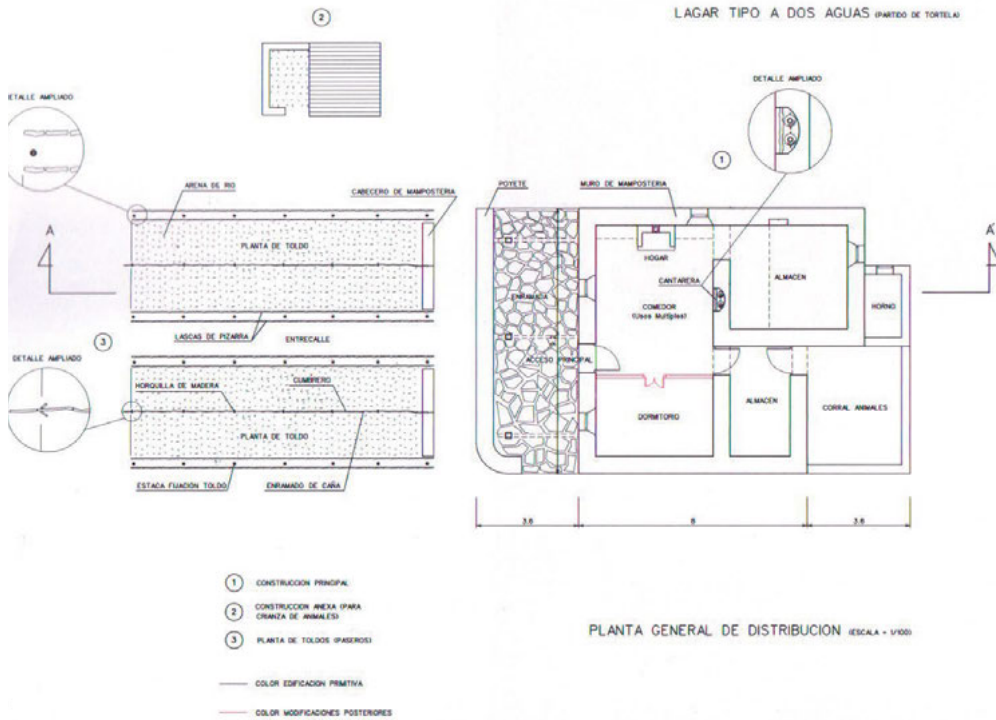 2
LAGAR TIPO A DOS AGUAS (PARTIDO DE TORTELA)
DETALLE AMPLIADO
DETALLE AMPLIADO
1
ARENA DE RIO
CABECERO DE MAMPOSTERIA
POYETE
MURO DE MAMPOSTERIA
A
PLANTA DE TOLDO
A'
HOGAR
ALMACEN
CANTARERA
ENRAMADA
COMEDOR
(Usos Multiples)
HORNO
LASCAS DE PIZARRA
ENTRECALLE
3
DETALLE AMPLIADO
ACCESO PRINCIPAL
HORQUILLA DE MADERA
CUMBRERO
DORMITORIO
ALMACEN
CORRAL ANIMALES
PLANTA DE TOLDO
ESTACA FIJACION TOLDO
ENRAMADO DE CAÑA
3.6
8
3.6
1 CONSTRUCCION PRINCIPAL
2 CONSTRUCCION ANEXA (PARA
CRIANZA DE ANIMALES)
3 PLANTA DE TOLDOS (PASEROS)
PLANTA GENERAL DE DISTRIBUCION (ESCALA = 1/100)
COLOR EDIFICACION PRIMITIVA
COLOR MODIFICACIONES POSTERIORES